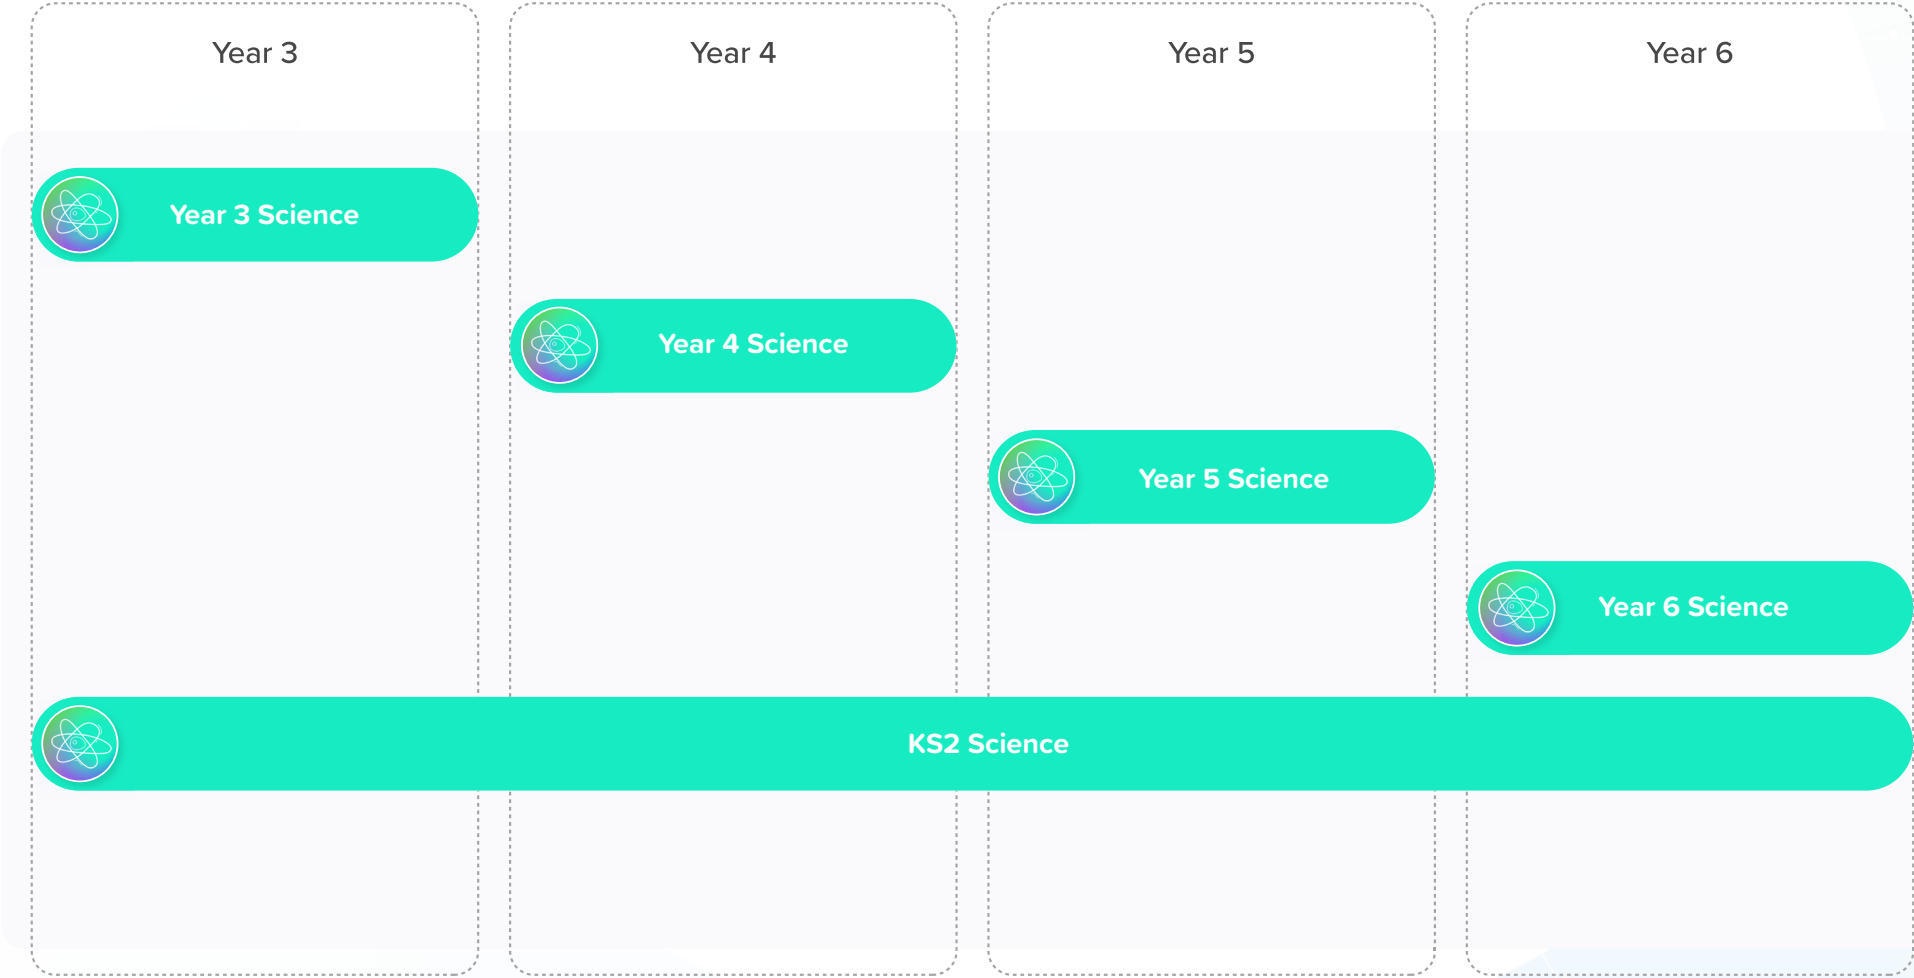 Year 3
Year 4
Year 5
Year 6
Year 3 Science
Year 4 Science
Year 5 Science
Year 6 Science
KS2 Science